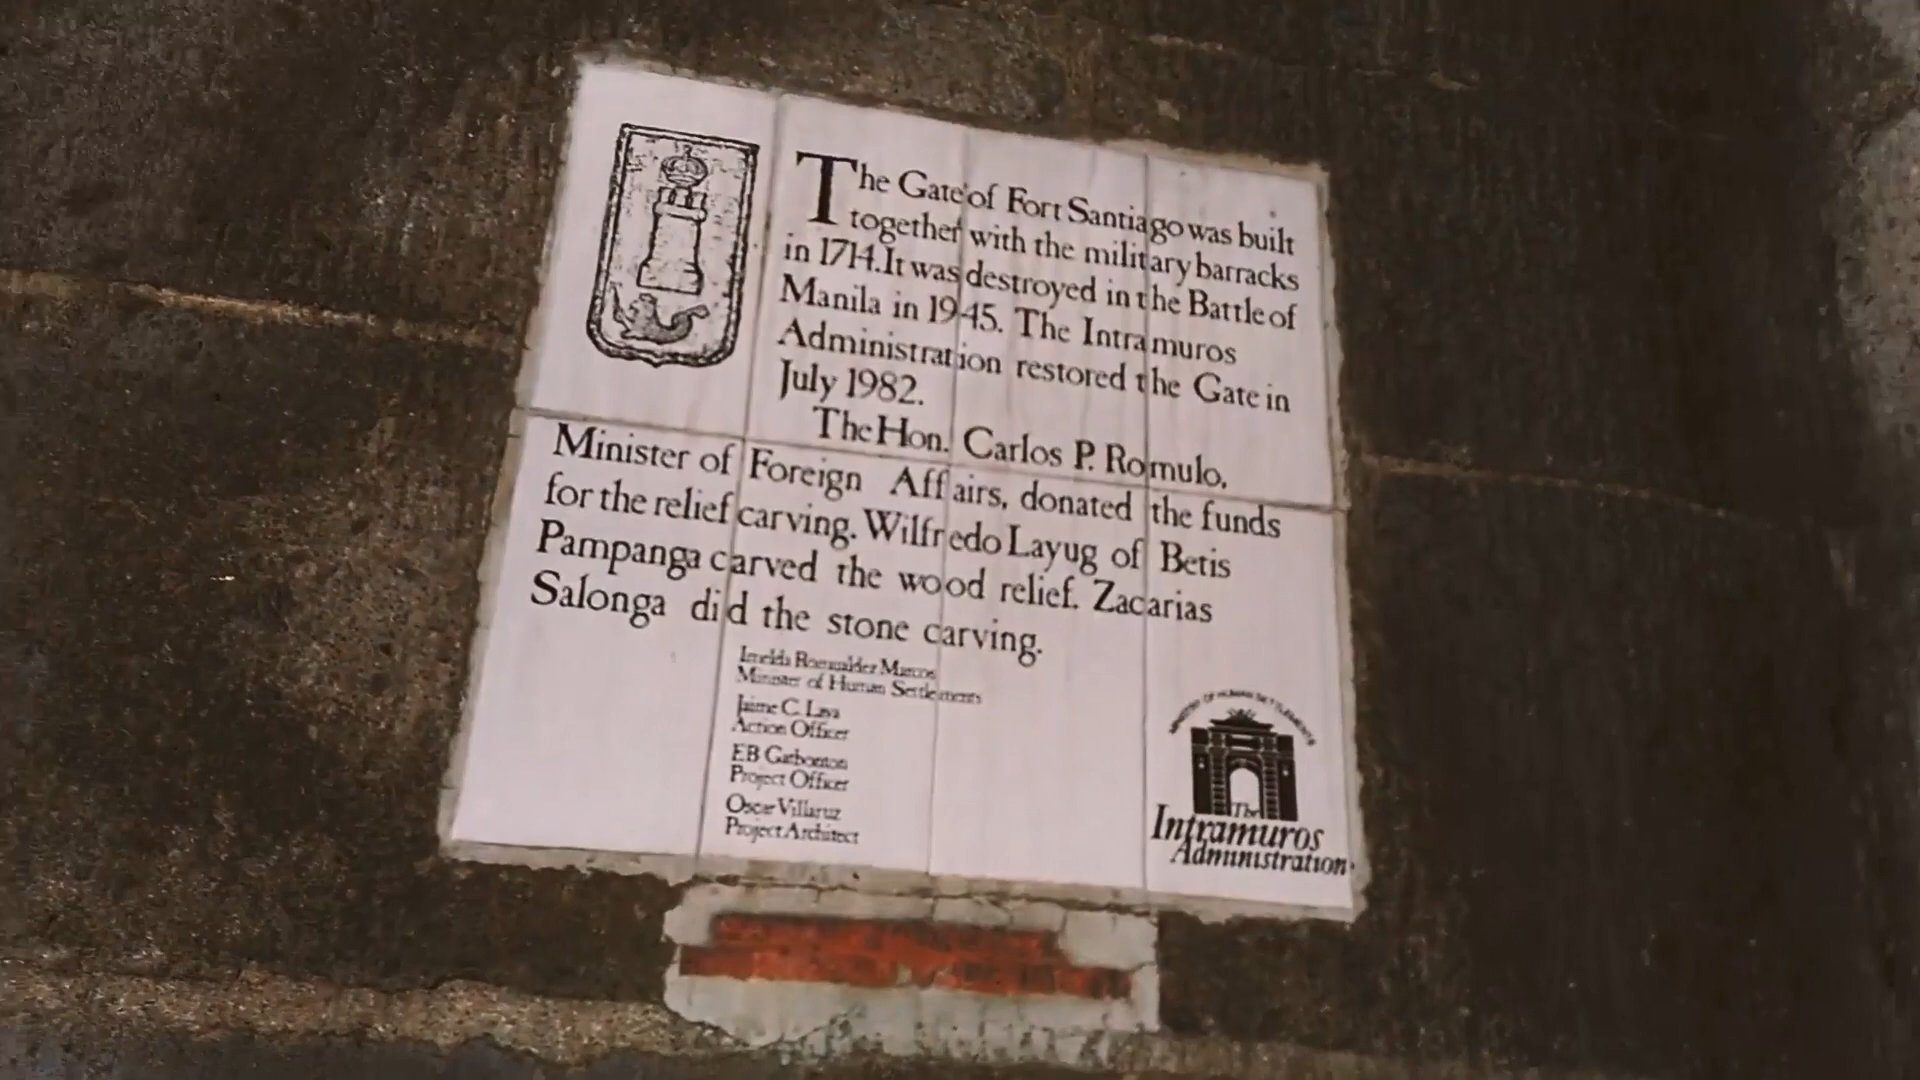 The Gate of Fort Santiago was built
together with the military barracks
in 1714. It was destroyed in the Battle of
Manila in 1945. The Intramuros
Administration restored the Gate in
July 1982.
The Hon. Carlos P. Romulo,
Minister of Foreign Affairs, donated the funds
for the relief carving. Wilfredo Layug of Betis
Pampanga carved the wood relief. Zacarias
Salonga did the stone carving.
Imelda Romualdez Marcos
Minister of Human Settlements
Jaime C. Laya
Action Officer
EB Garbonton
Project Officer
Oscar Villaruz
Project Architect
MINISTRY OF HUMAN SETTLEMENTS
The
Intramuros
Administration